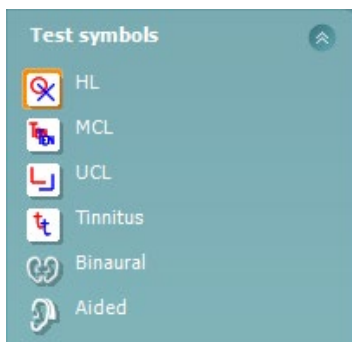 Test symbols
HL
MCL
UCL
Tinnitus
Binaural
Aided